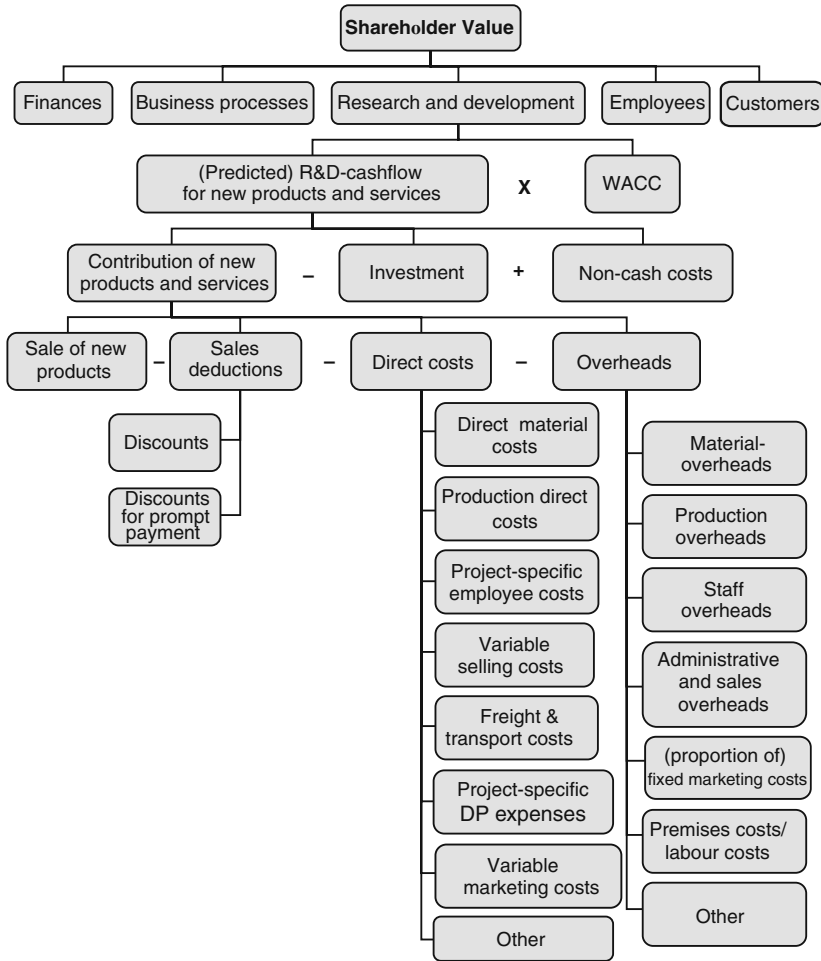 Shareholder Value
Finances
Business processes
Research and development
Employees
Customers
(Predicted) R&D-cashflow
for new products and services
x
WACC
Contribution of new
products and services
–
Investment
+
Non-cash costs
Sale of new
products
–
Sales
deductions
–
Direct costs
–
Overheads
Discounts
Discounts
for prompt
payment
Direct material
costs
Production direct
costs
Project-specific
employee costs
Variable
selling costs
Freight &
transport costs
Project-specific
DP expenses
Variable
marketing costs
Other
Material-
overheads
Production
overheads
Staff
overheads
Administrative
and sales
overheads
(proportion of)
fixed marketing costs
Premises costs/
labour costs
Other